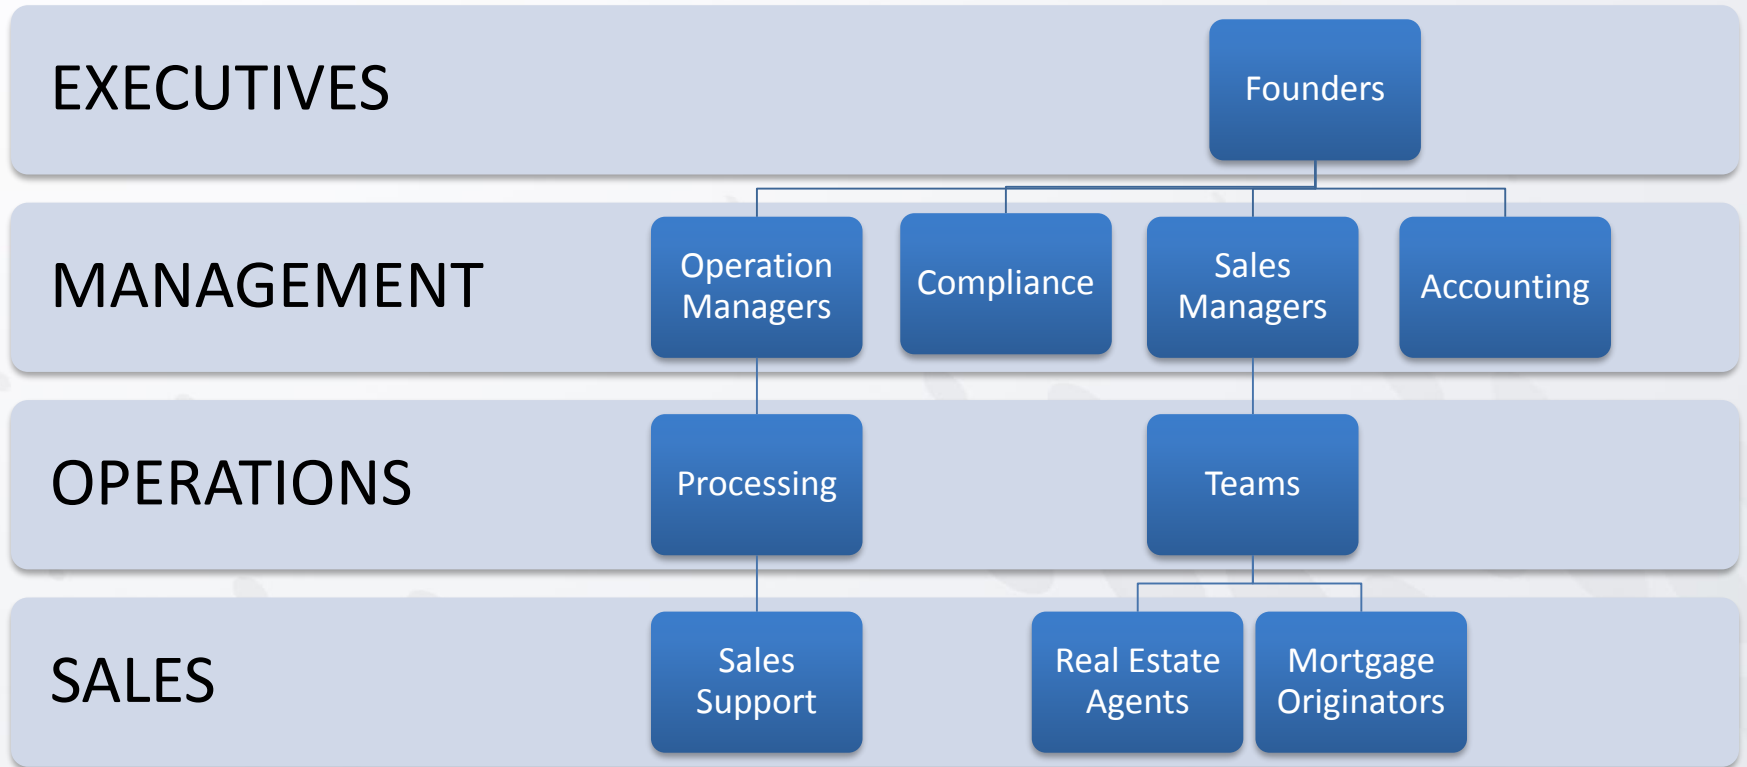 EXECUTIVES
Founders
MANAGEMENT
Operation
Managers
Compliance
Sales
Managers
Accounting
OPERATIONS
Processing
Teams
SALES
Sales
Support
Real Estate
Agents
Mortgage
Originators